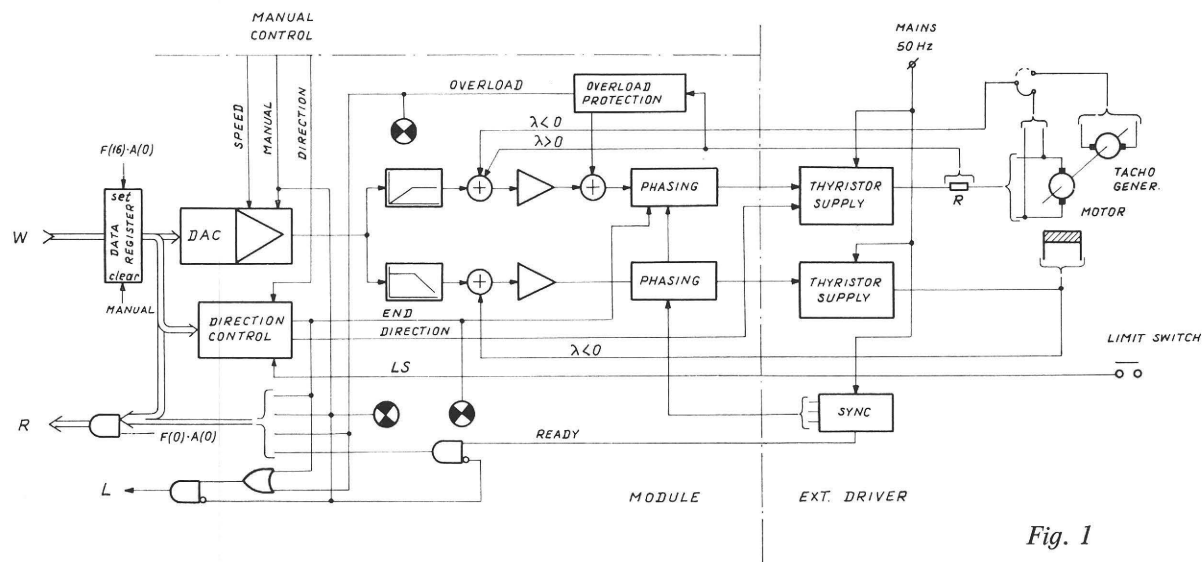 MANUAL
CONTROL
SPEED
MANUAL
DIRECTION
OVERLOAD
OVERLOAD
PROTECTION
MAINS
50 Hz
λ<0
λ>0
F(16)·A(0)
set
DATA
REGISTER
clear
MANUAL
W
DAC
PHASING
THYRISTOR
SUPPLY
R
TACHO
GENER.
MOTOR
DIRECTION
CONTROL
PHASING
THYRISTOR
SUPPLY
END
DIRECTION
λ<0
LS
LIMIT SWITCH
R
F(0)·A(0)
SYNC
READY
L
MODULE
EXT. DRIVER
Fig. 1